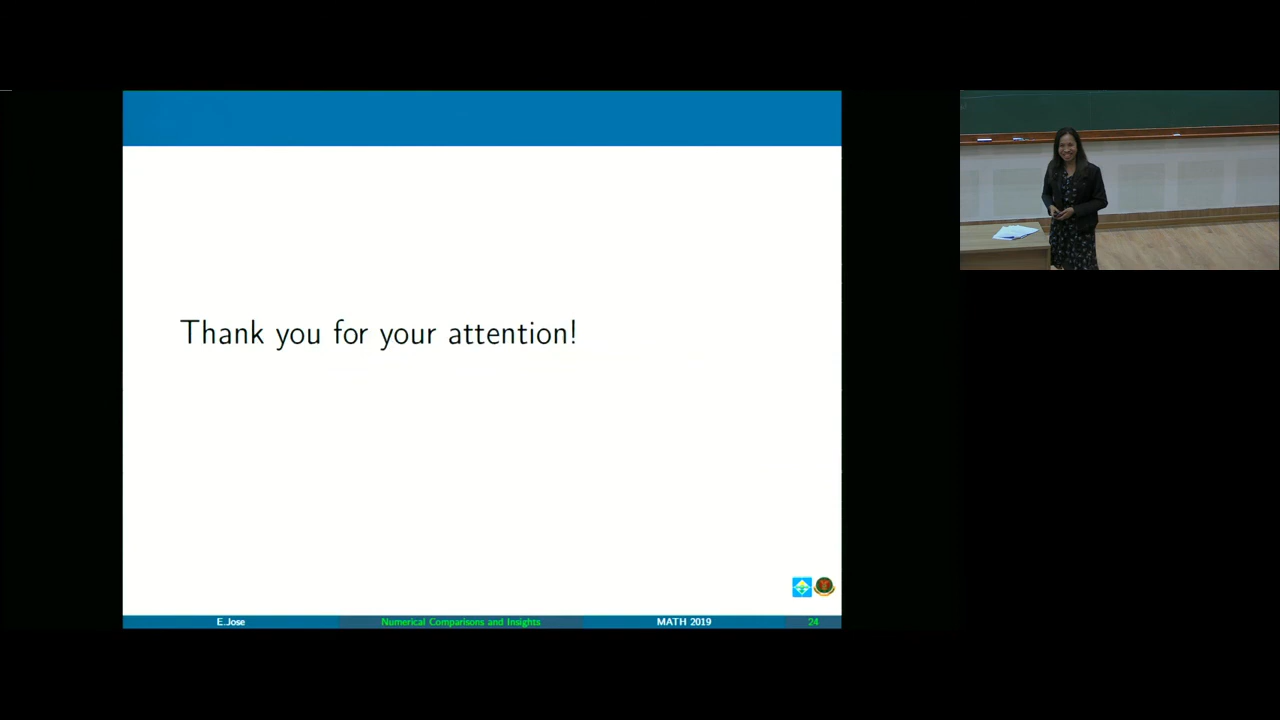 Thank you for your attention!
E.Jose
Numerical Comparisons and Insights
MATH 2019
24